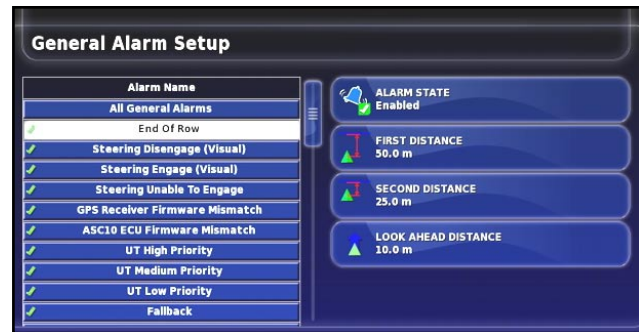 General Alarm Setup
Alarm Name
All General Alarms
End Of Row
Steering Disengage (Visual)
Steering Engage (Visual)
Steering Unable To Engage
GPS Receiver Firmware Mismatch
ASC10 ECU Firmware Mismatch
UT High Priority
UT Medium Priority
UT Low Priority
Fallback
ALARM STATE
Enabled
FIRST DISTANCE
50.0 m
SECOND DISTANCE
25.0 m
LOOK AHEAD DISTANCE
10.0 m